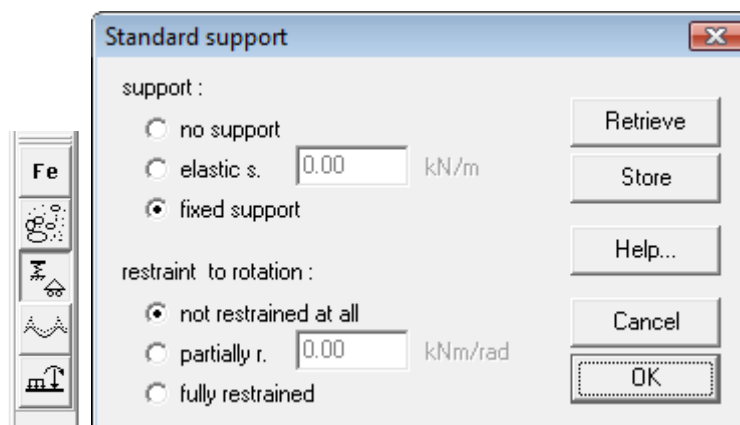 Standard support
support :
no support
elastic s. 0.00 kN/m
fixed support
restraint to rotation :
not restrained at all
partially r. 0.00 kNm/rad
fully restrained
Retrieve
Store
Help...
Cancel
OK
Fe